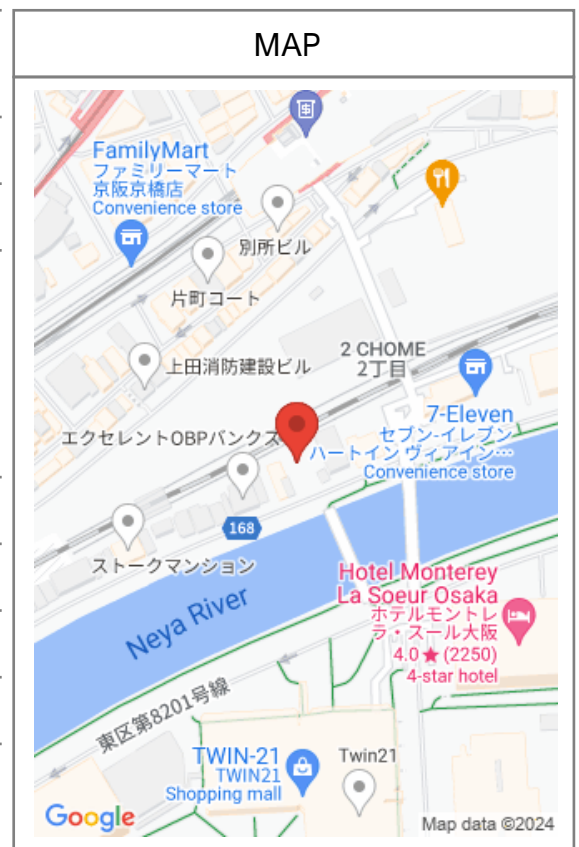 MAP
FamilyMart
ファミリーマート
京阪京橋店
Convenience store
別所ビル
片町コート
2 CHOME
2丁目
上田消防建設ビル
7-Eleven
セブン-イレブン
ハートイン ヴィアイン…
Convenience store
エクセレントOBPバンクス
168
ストークマンション
Neya River
Hotel Monterey
La Soeur Osaka
ホテルモントレ
ラ・スール大阪
4.0★(2250)
4-star hotel
東区第8201号線
TWIN-21
TWIN21
Shopping mall
Twin21
Google
Map data ©2024